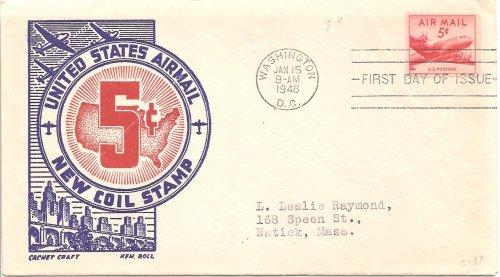 UNITED STATES AIRMAIL
5¢
NEW COIL STAMP
CACHET CRAFT KEN. BOLL
WASHINGTON
JAN 15
9-AM
1948
D.C.
AIR MAIL
5¢
U.S. POSTAGE
FIRST DAY OF ISSUE
L. Leslie Raymond,
168 Speen St.,
Natick, Mass.
C-37